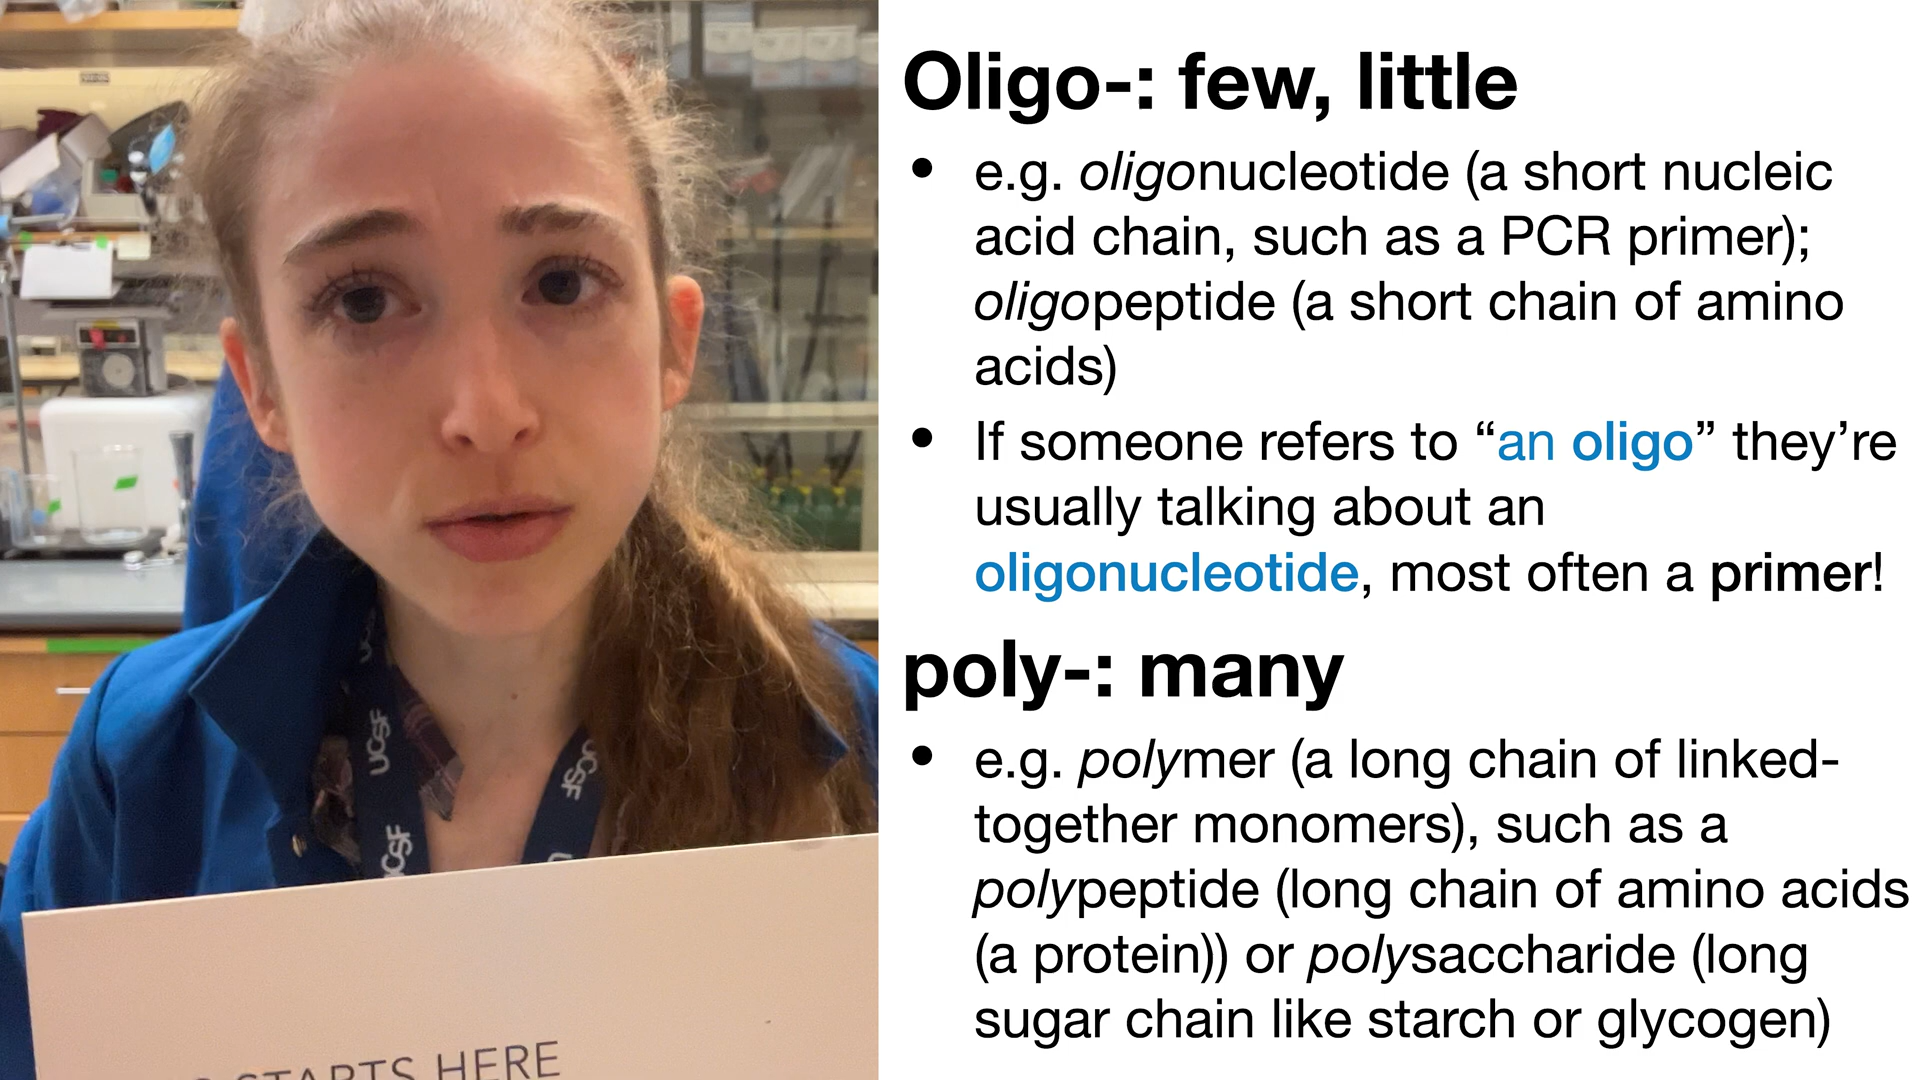 Oligo-: few, little
• e.g. oligonucleotide (a short nucleic
acid chain, such as a PCR primer);
oligopeptide (a short chain of amino
acids)
• If someone refers to “an oligo” they’re
usually talking about an
oligonucleotide, most often a primer!
poly-: many
• e.g. polymer (a long chain of linked-
together monomers), such as a
polypeptide (long chain of amino acids
(a protein)) or polysaccharide (long
sugar chain like starch or glycogen)
UCSF
UCSF
UCSF
STARTS HERE